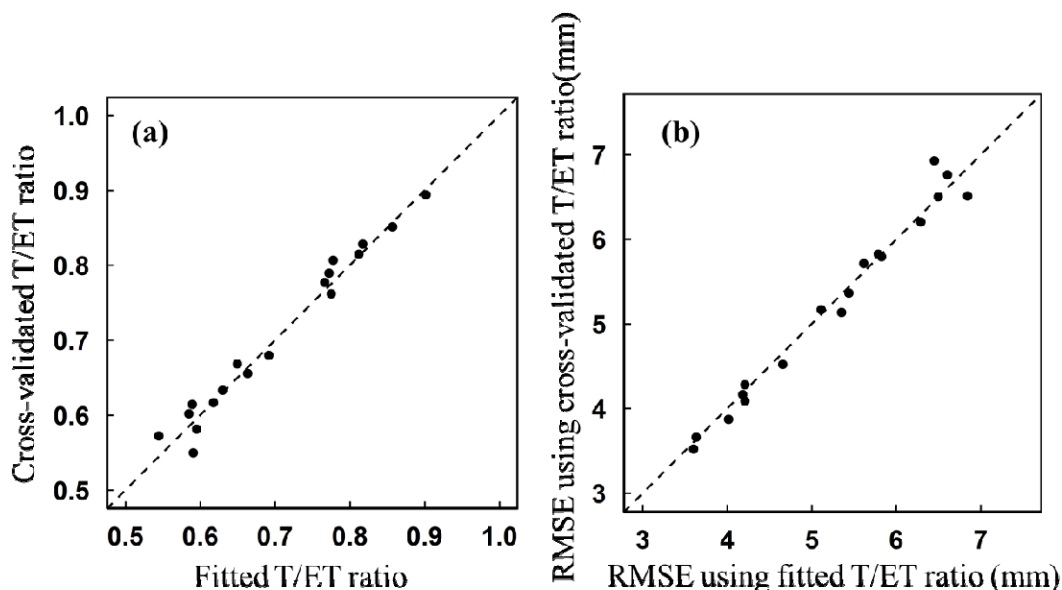 (a)
Cross-validated T/ET ratio
1.0
0.9
0.8
0.7
0.6
0.5
0.5 0.6 0.7 0.8 0.9 1.0
Fitted T/ET ratio
(b)
RMSE using cross-validated T/ET ratio(mm)
7
6
5
4
3
3 4 5 6 7
RMSE using fitted T/ET ratio (mm)